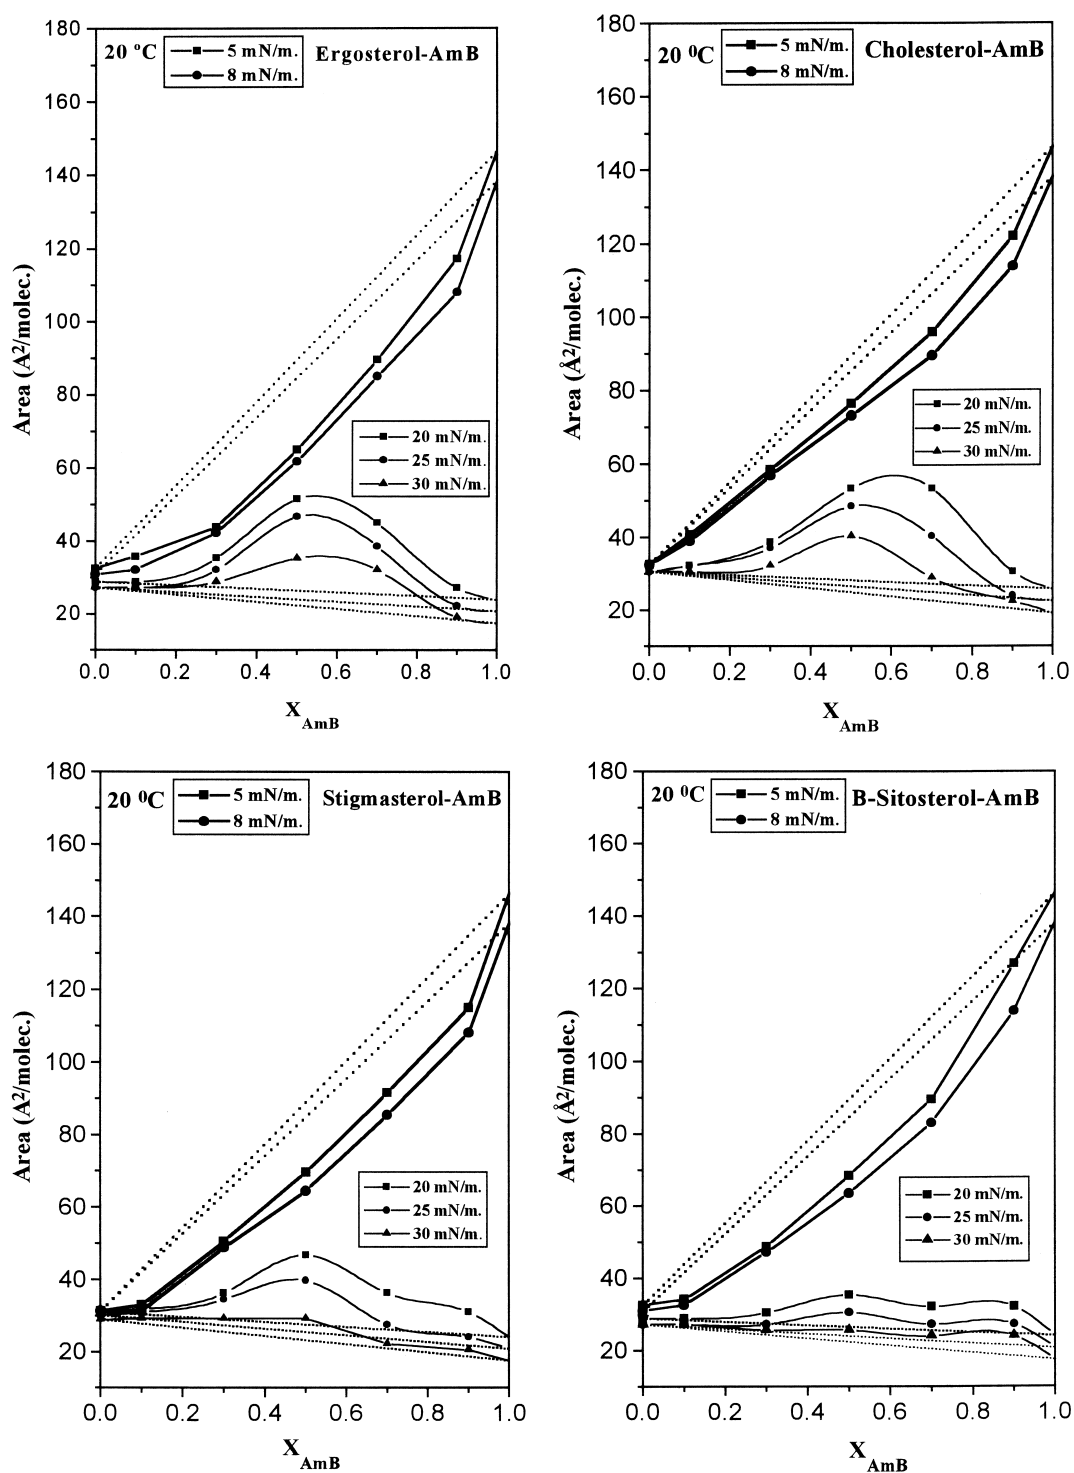 20 °C
5 mN/m.
8 mN/m.
Ergosterol-AmB
180
160
140
120
100
80
60
40
20
Area (A²/molec.)
20 mN/m.
25 mN/m.
30 mN/m.
0.0 0.2 0.4 0.6 0.8 1.0
X AmB
20 ⁰C
5 mN/m.
8 mN/m.
Cholesterol-AmB
180
160
140
120
100
80
60
40
20
Area (Å²/molec.)
20 mN/m.
25 mN/m.
30 mN/m.
0.0 0.2 0.4 0.6 0.8 1.0
X AmB
20 ⁰C
5 mN/m.
8 mN/m.
Stigmasterol-AmB
180
160
140
120
100
80
60
40
20
Area (A²/molec.)
20 mN/m.
25 mN/m.
30 mN/m.
0.0 0.2 0.4 0.6 0.8 1.0
X AmB
20 ⁰C
5 mN/m.
8 mN/m.
B-Sitosterol-AmB
180
160
140
120
100
80
60
40
20
Area (Å²/molec.)
20 mN/m.
25 mN/m.
30 mN/m.
0.0 0.2 0.4 0.6 0.8 1.0
X AmB